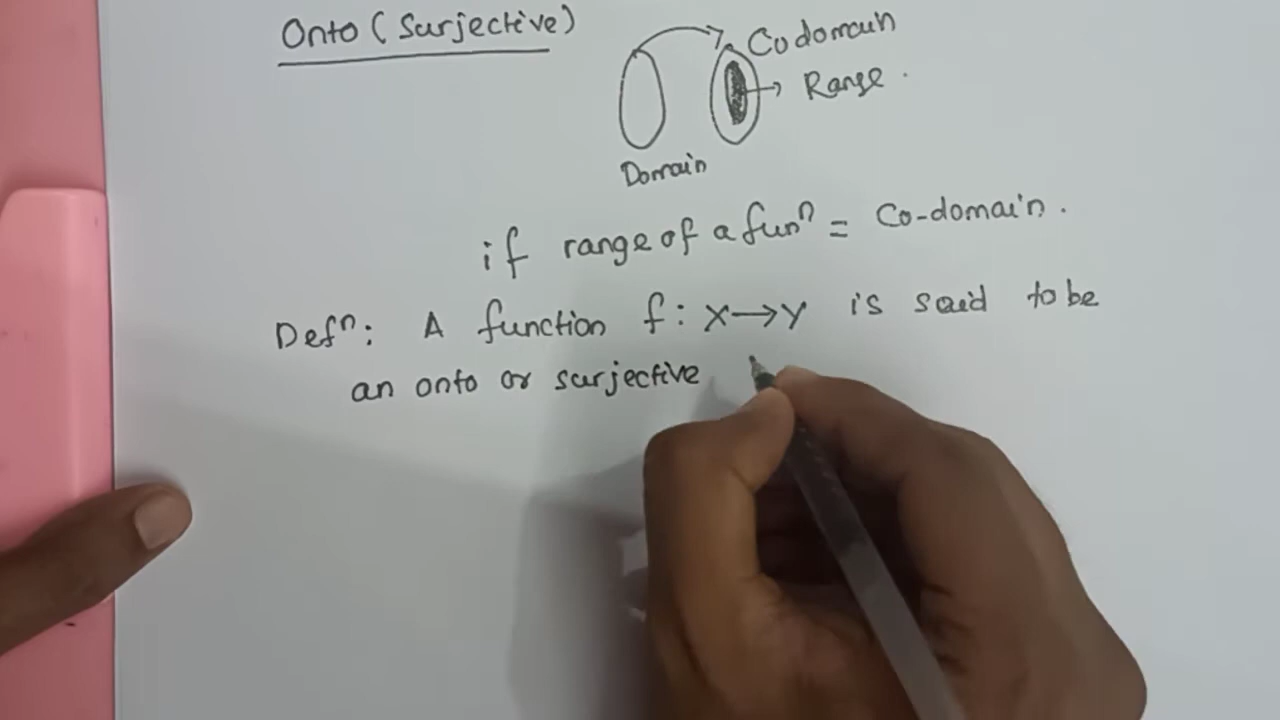 Onto (Surjective)
Codomain
Range.
Domain
if range of a funⁿ = Co-domain.
Defⁿ: A function f: X→Y is said to be
an onto or surjective